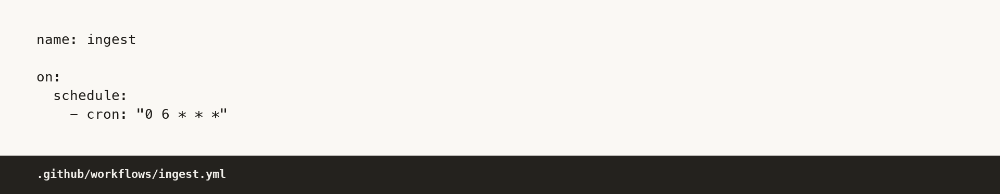 name: ingest

on:
  schedule:
    - cron: "0 6 * * *"

.github/workflows/ingest.yml